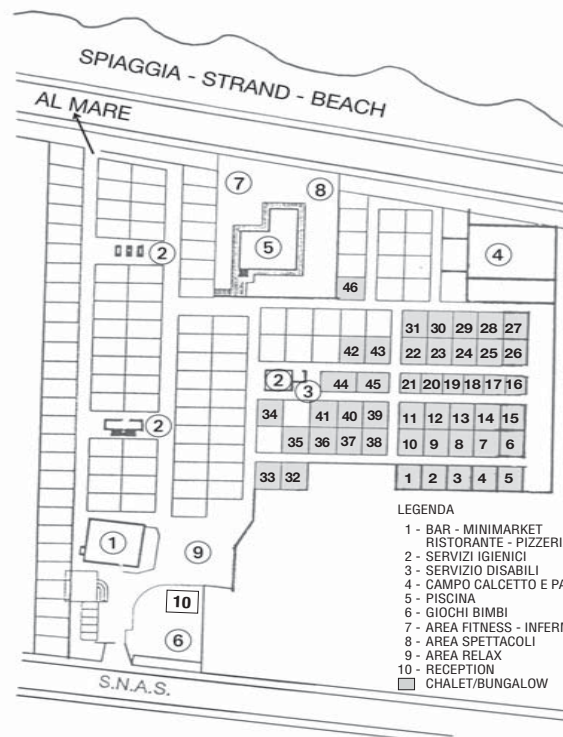 SPIAGGIA - STRAND - BEACH
AL MARE
7
8
2
5
4
46
31 30 29 28 27
42 43
22 23 24 25 26
2
3
44 45
21 20 19 18 17 16
34
41 40 39
11 12 13 14 15
2
35 36 37 38
10 9 8 7 6
33 32
1 2 3 4 5
1
9
10
6
S.N.A.S.
LEGENDA
1 - BAR - MINIMARKET
RISTORANTE - PIZZERI
2 - SERVIZI IGIENICI
3 - SERVIZIO DISABILI
4 - CAMPO CALCETTO E PA
5 - PISCINA
6 - GIOCHI BIMBI
7 - AREA FITNESS - INFERM
8 - AREA SPETTACOLI
9 - AREA RELAX
10 - RECEPTION
CHALET/BUNGALOW